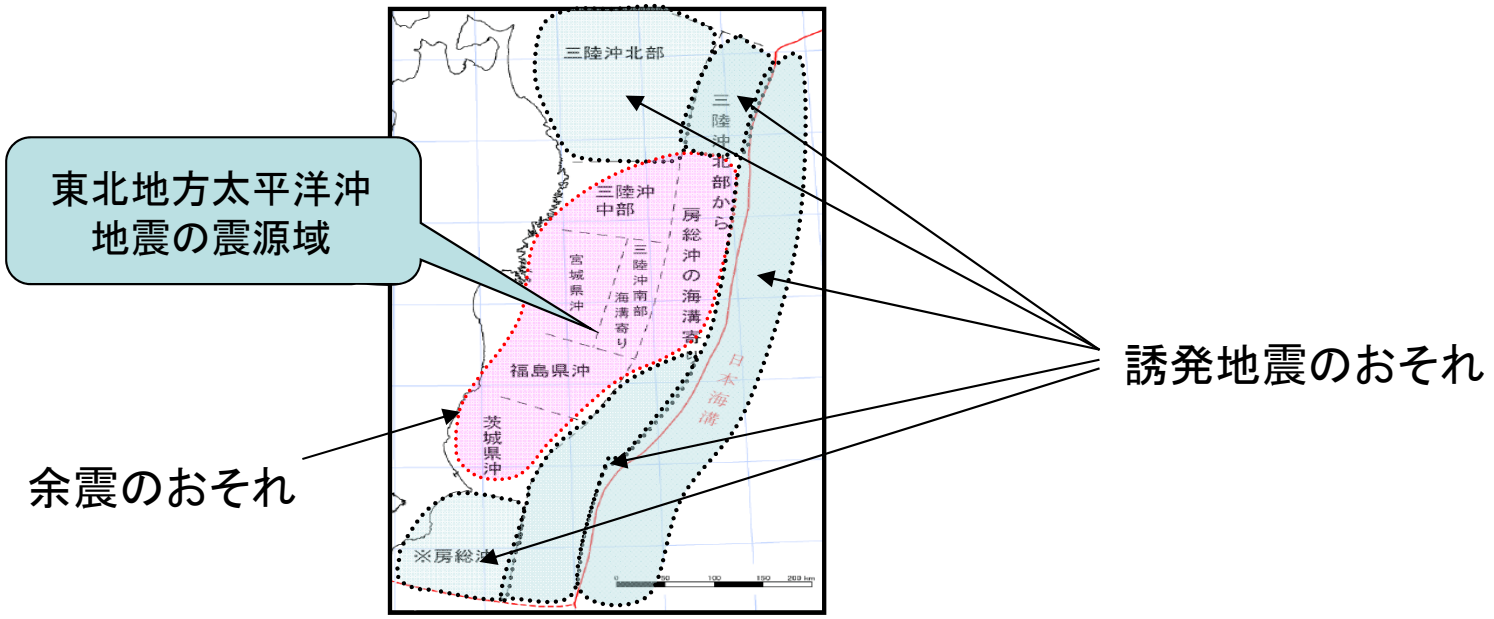 三陸沖北部
三陸沖北部から
房総沖の海溝寄
東北地方太平洋沖
地震の震源域
三陸沖
中部
宮城県沖
三陸沖南部
海溝寄り
福島県沖
茨城県沖
日本海溝
誘発地震のおそれ
余震のおそれ
※房総沖
0 50 100 150 200 km